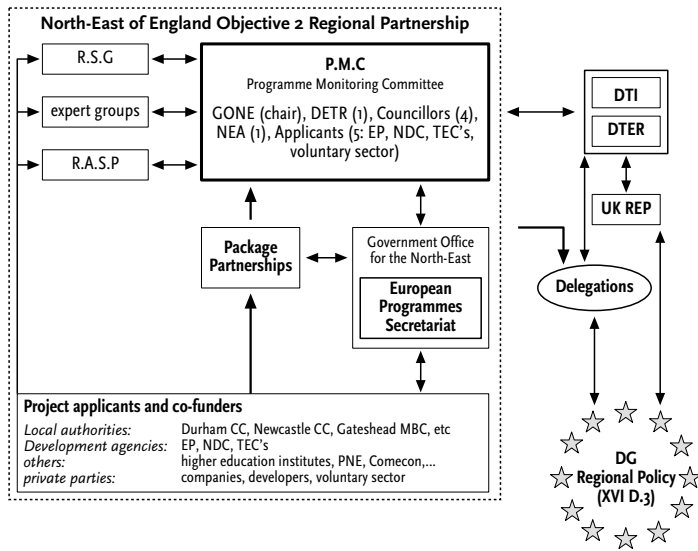 North-East of England Objective 2 Regional Partnership
R.S.G
expert groups
R.A.S.P
P.M.C
Programme Monitoring Committee
GONE (chair), DETR (1), Councillors (4),
NEA (1), Applicants (5: EP, NDC, TEC's,
voluntary sector)
DTI
DTER
UK REP
Package
Partnerships
Government Office
for the North-East
European
Programmes
Secretariat
Delegations
Project applicants and co-funders
Local authorities: Durham CC, Newcastle CC, Gateshead MBC, etc
Development agencies: EP, NDC, TEC's
others: higher education institutes, PNE, Comecon,...
private parties: companies, developers, voluntary sector
DG
Regional Policy
(XVI D.3)